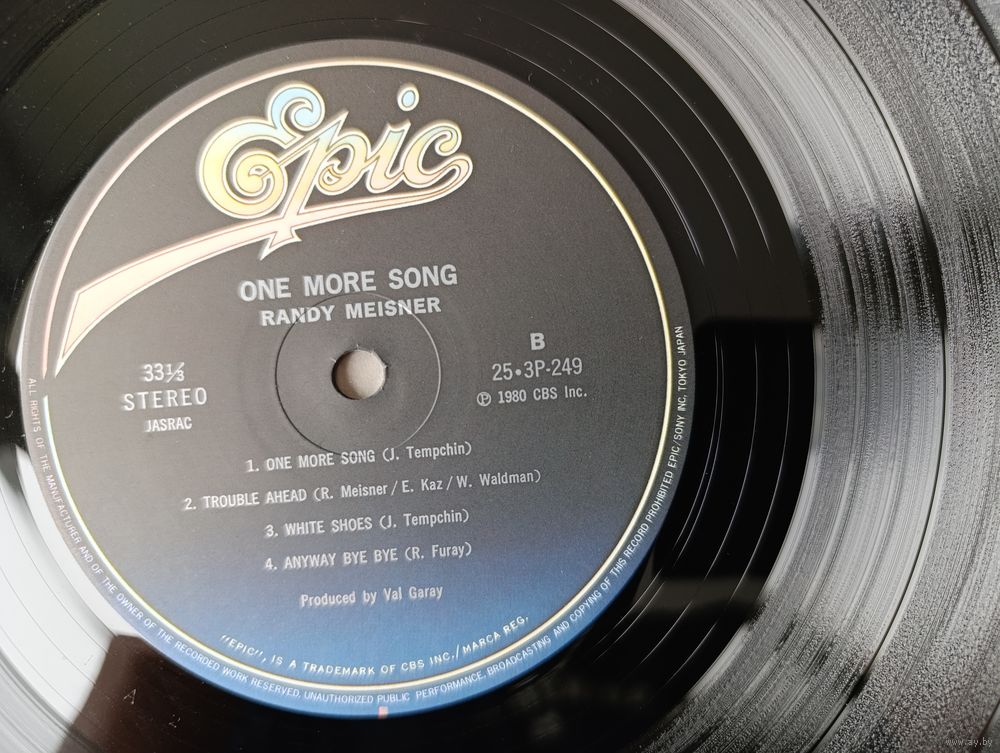 Epic
ONE MORE SONG
RANDY MEISNER
33⅓
STEREO
JASRAC
B
25•3P-249
℗ 1980 CBS Inc.
1. ONE MORE SONG (J. Tempchin)
2. TROUBLE AHEAD (R. Meisner / E. Kaz / W. Waldman)
3. WHITE SHOES (J. Tempchin)
4. ANYWAY BYE BYE (R. Furay)
Produced by Val Garay
"EPIC", IS A TRADEMARK OF CBS INC./MARCA REG.
ALL RIGHTS OF THE MANUFACTURER AND OF THE OWNER OF THE RECORDED WORK RESERVED, UNAUTHORIZED PUBLIC PERFORMANCE, BROADCASTING AND COPYING OF THIS RECORD PROHIBITED EPIC/SONY INC, TOKYO JAPAN
A
www.ay.by